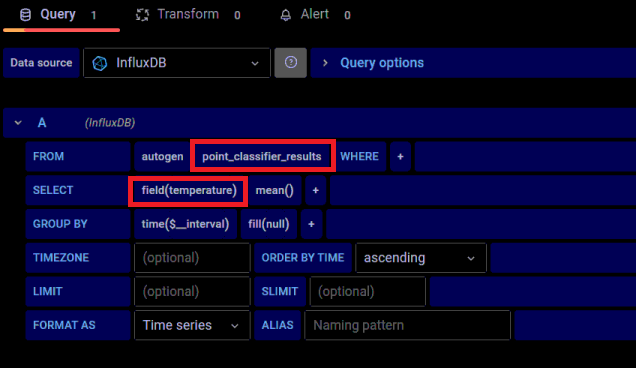 Query 1 Transform 0 Alert 0
Data source InfluxDB Query options
A (InfluxDB)
FROM autogen point_classifier_results WHERE +
SELECT field(temperature) mean() +
GROUP BY time($__interval) fill(null) +
TIMEZONE (optional) ORDER BY TIME ascending
LIMIT (optional) SLIMIT (optional)
FORMAT AS Time series ALIAS Naming pattern